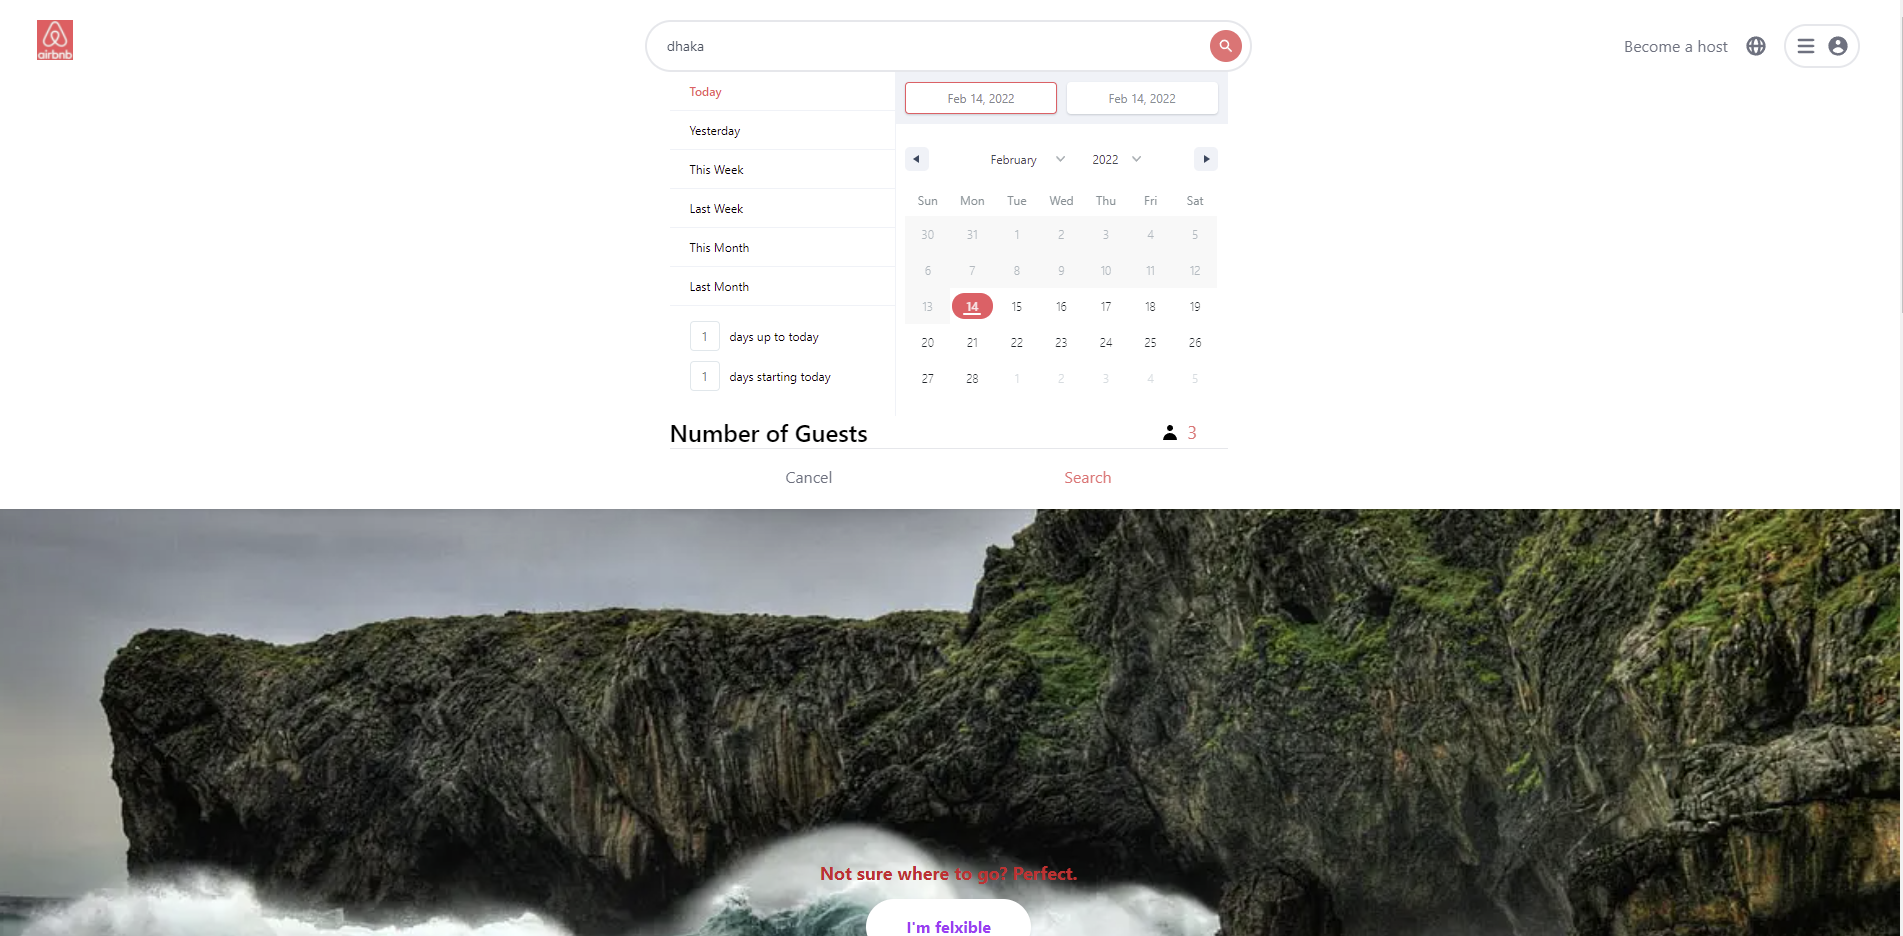 airbnb
dhaka
Become a host
Today
Yesterday
This Week
Last Week
This Month
Last Month
1 days up to today
1 days starting today
Feb 14, 2022 Feb 14, 2022
February 2022
Sun Mon Tue Wed Thu Fri Sat
30 31 1 2 3 4 5
6 7 8 9 10 11 12
13 14 15 16 17 18 19
20 21 22 23 24 25 26
27 28 1 2 3 4 5
Number of Guests 3
Cancel Search
Not sure where to go? Perfect.
I'm felxible